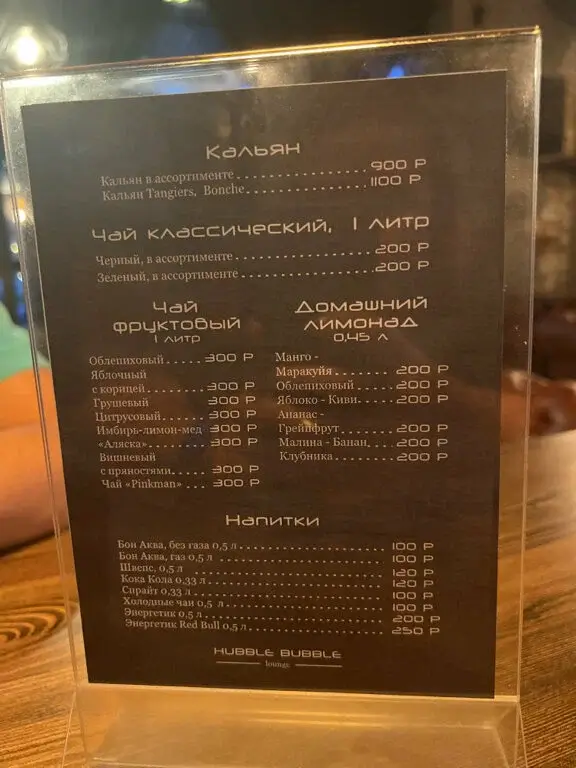 Кальян
Кальян в ассортименте 900 Р
Кальян Tangiers, Bonche 1100 Р
Чай классический, 1 литр
Черный, в ассортименте 200 Р
Зеленый, в ассортименте 200 Р
Чай
фруктовый
1 литр
Облепиховый 300 Р
Яблочный
с корицей 300 Р
Грушевый 300 Р
Цитрусовый 300 Р
Имбирь-лимон-мед 300 Р
«Аляска» 300 Р
Вишневый
с пряностями 300 Р
Чай «Pinkman» 300 Р
Домашний
лимонад
0,45 л
Манго -
Маракуйя 200 Р
Облепиховый 200 Р
Яблоко - Киви 200 Р
Ананас -
Грейпфрут 200 Р
Малина - Банан 200 Р
Клубника 200 Р
Напитки
Бон Аква, без газа 0,5 л 100 Р
Бон Аква, газ 0,5 л 100 Р
Швепс, 0,5 л 120 Р
Кока Кола 0,33 л 120 Р
Спрайт 0,33 л 100 Р
Холодные чаи 0,5 л 100 Р
Энергетик 0,5 л 200 Р
Энергетик Red Bull 0,5 л 250 Р
HUBBLE BUBBLE
lounge